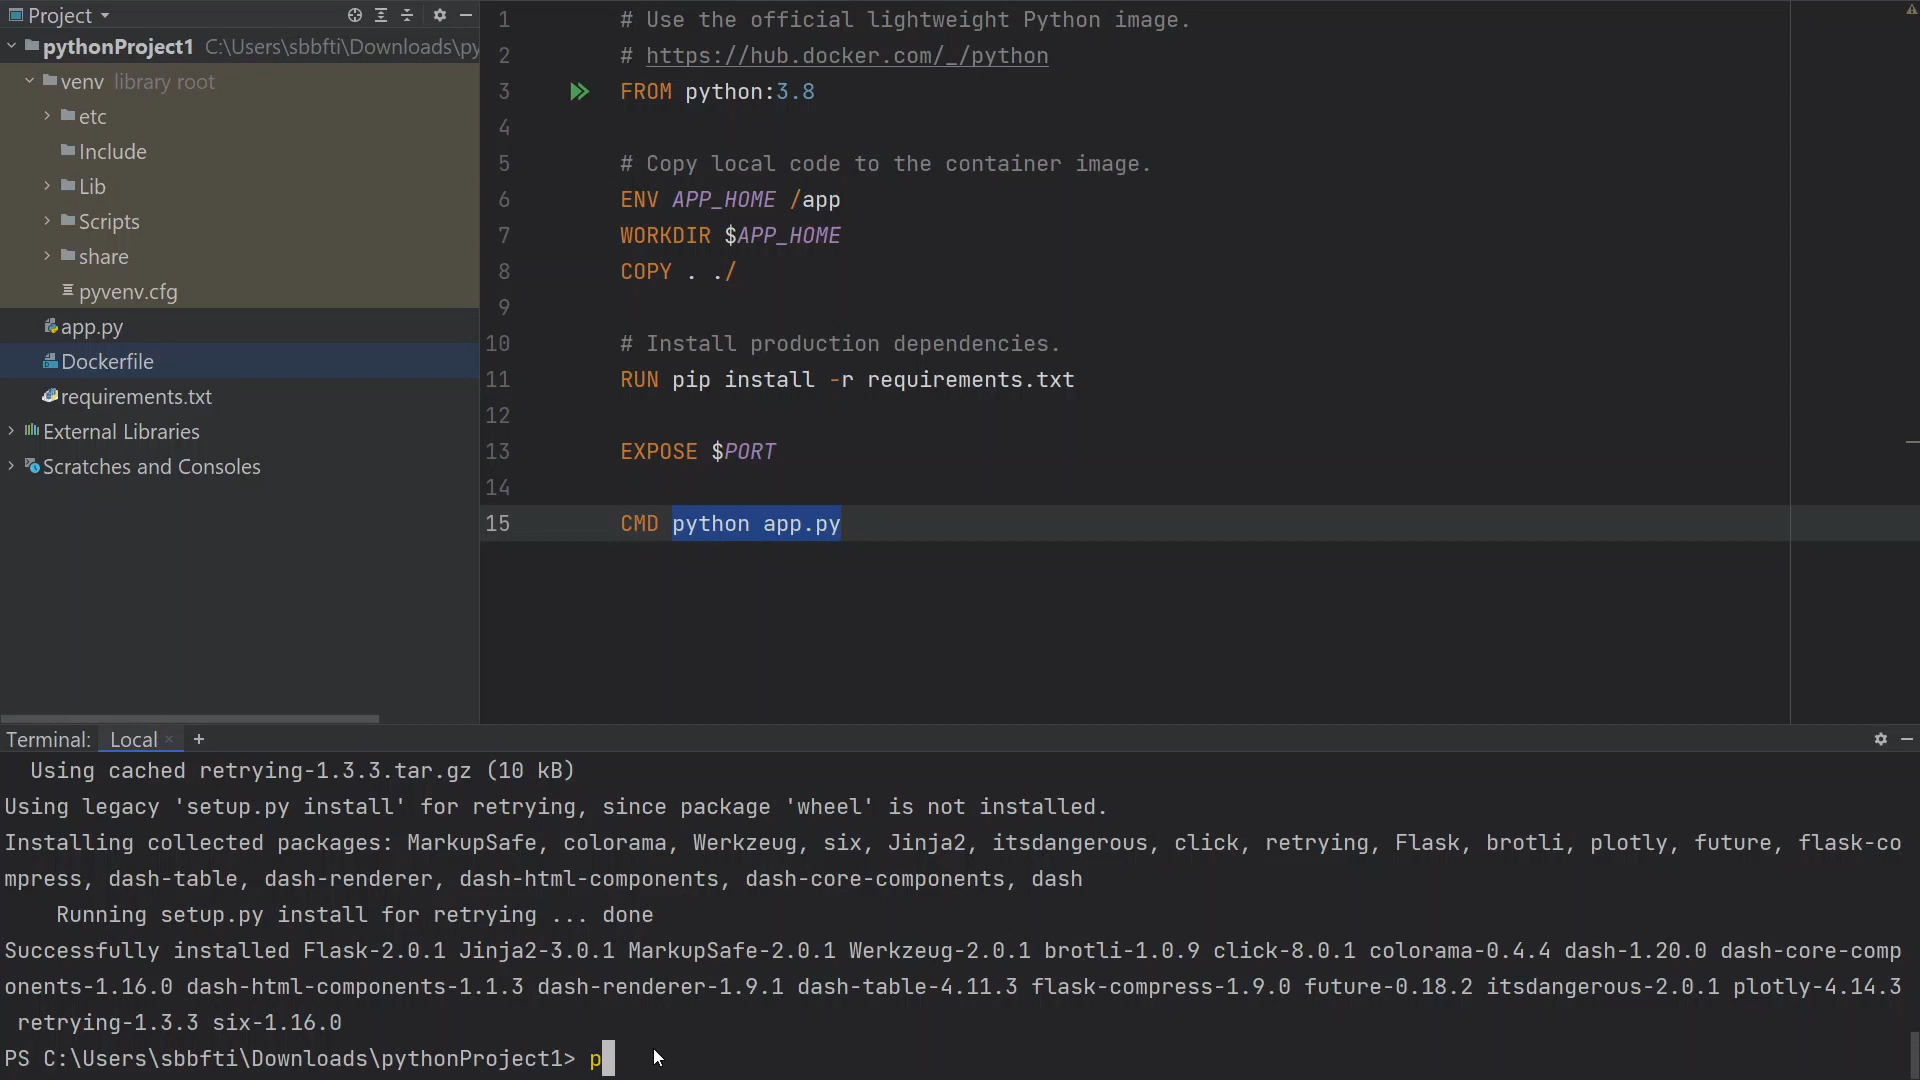 Project
pythonProject1 C:\Users\sbbfti\Downloads\py
venv library root
etc
Include
Lib
Scripts
share
pyvenv.cfg
app.py
Dockerfile
requirements.txt
External Libraries
Scratches and Consoles
1 # Use the official lightweight Python image.
2 # https://hub.docker.com/_/python
3 FROM python:3.8
4
5 # Copy local code to the container image.
6 ENV APP_HOME /app
7 WORKDIR $APP_HOME
8 COPY . ./
9
10 # Install production dependencies.
11 RUN pip install -r requirements.txt
12
13 EXPOSE $PORT
14
15 CMD python app.py
Terminal: Local × +
Using cached retrying-1.3.3.tar.gz (10 kB)
Using legacy 'setup.py install' for retrying, since package 'wheel' is not installed.
Installing collected packages: MarkupSafe, colorama, Werkzeug, six, Jinja2, itsdangerous, click, retrying, Flask, brotli, plotly, future, flask-co
mpress, dash-table, dash-renderer, dash-html-components, dash-core-components, dash
Running setup.py install for retrying ... done
Successfully installed Flask-2.0.1 Jinja2-3.0.1 MarkupSafe-2.0.1 Werkzeug-2.0.1 brotli-1.0.9 click-8.0.1 colorama-0.4.4 dash-1.20.0 dash-core-comp
onents-1.16.0 dash-html-components-1.1.3 dash-renderer-1.9.1 dash-table-4.11.3 flask-compress-1.9.0 future-0.18.2 itsdangerous-2.0.1 plotly-4.14.3
retrying-1.3.3 six-1.16.0
PS C:\Users\sbbfti\Downloads\pythonProject1> p